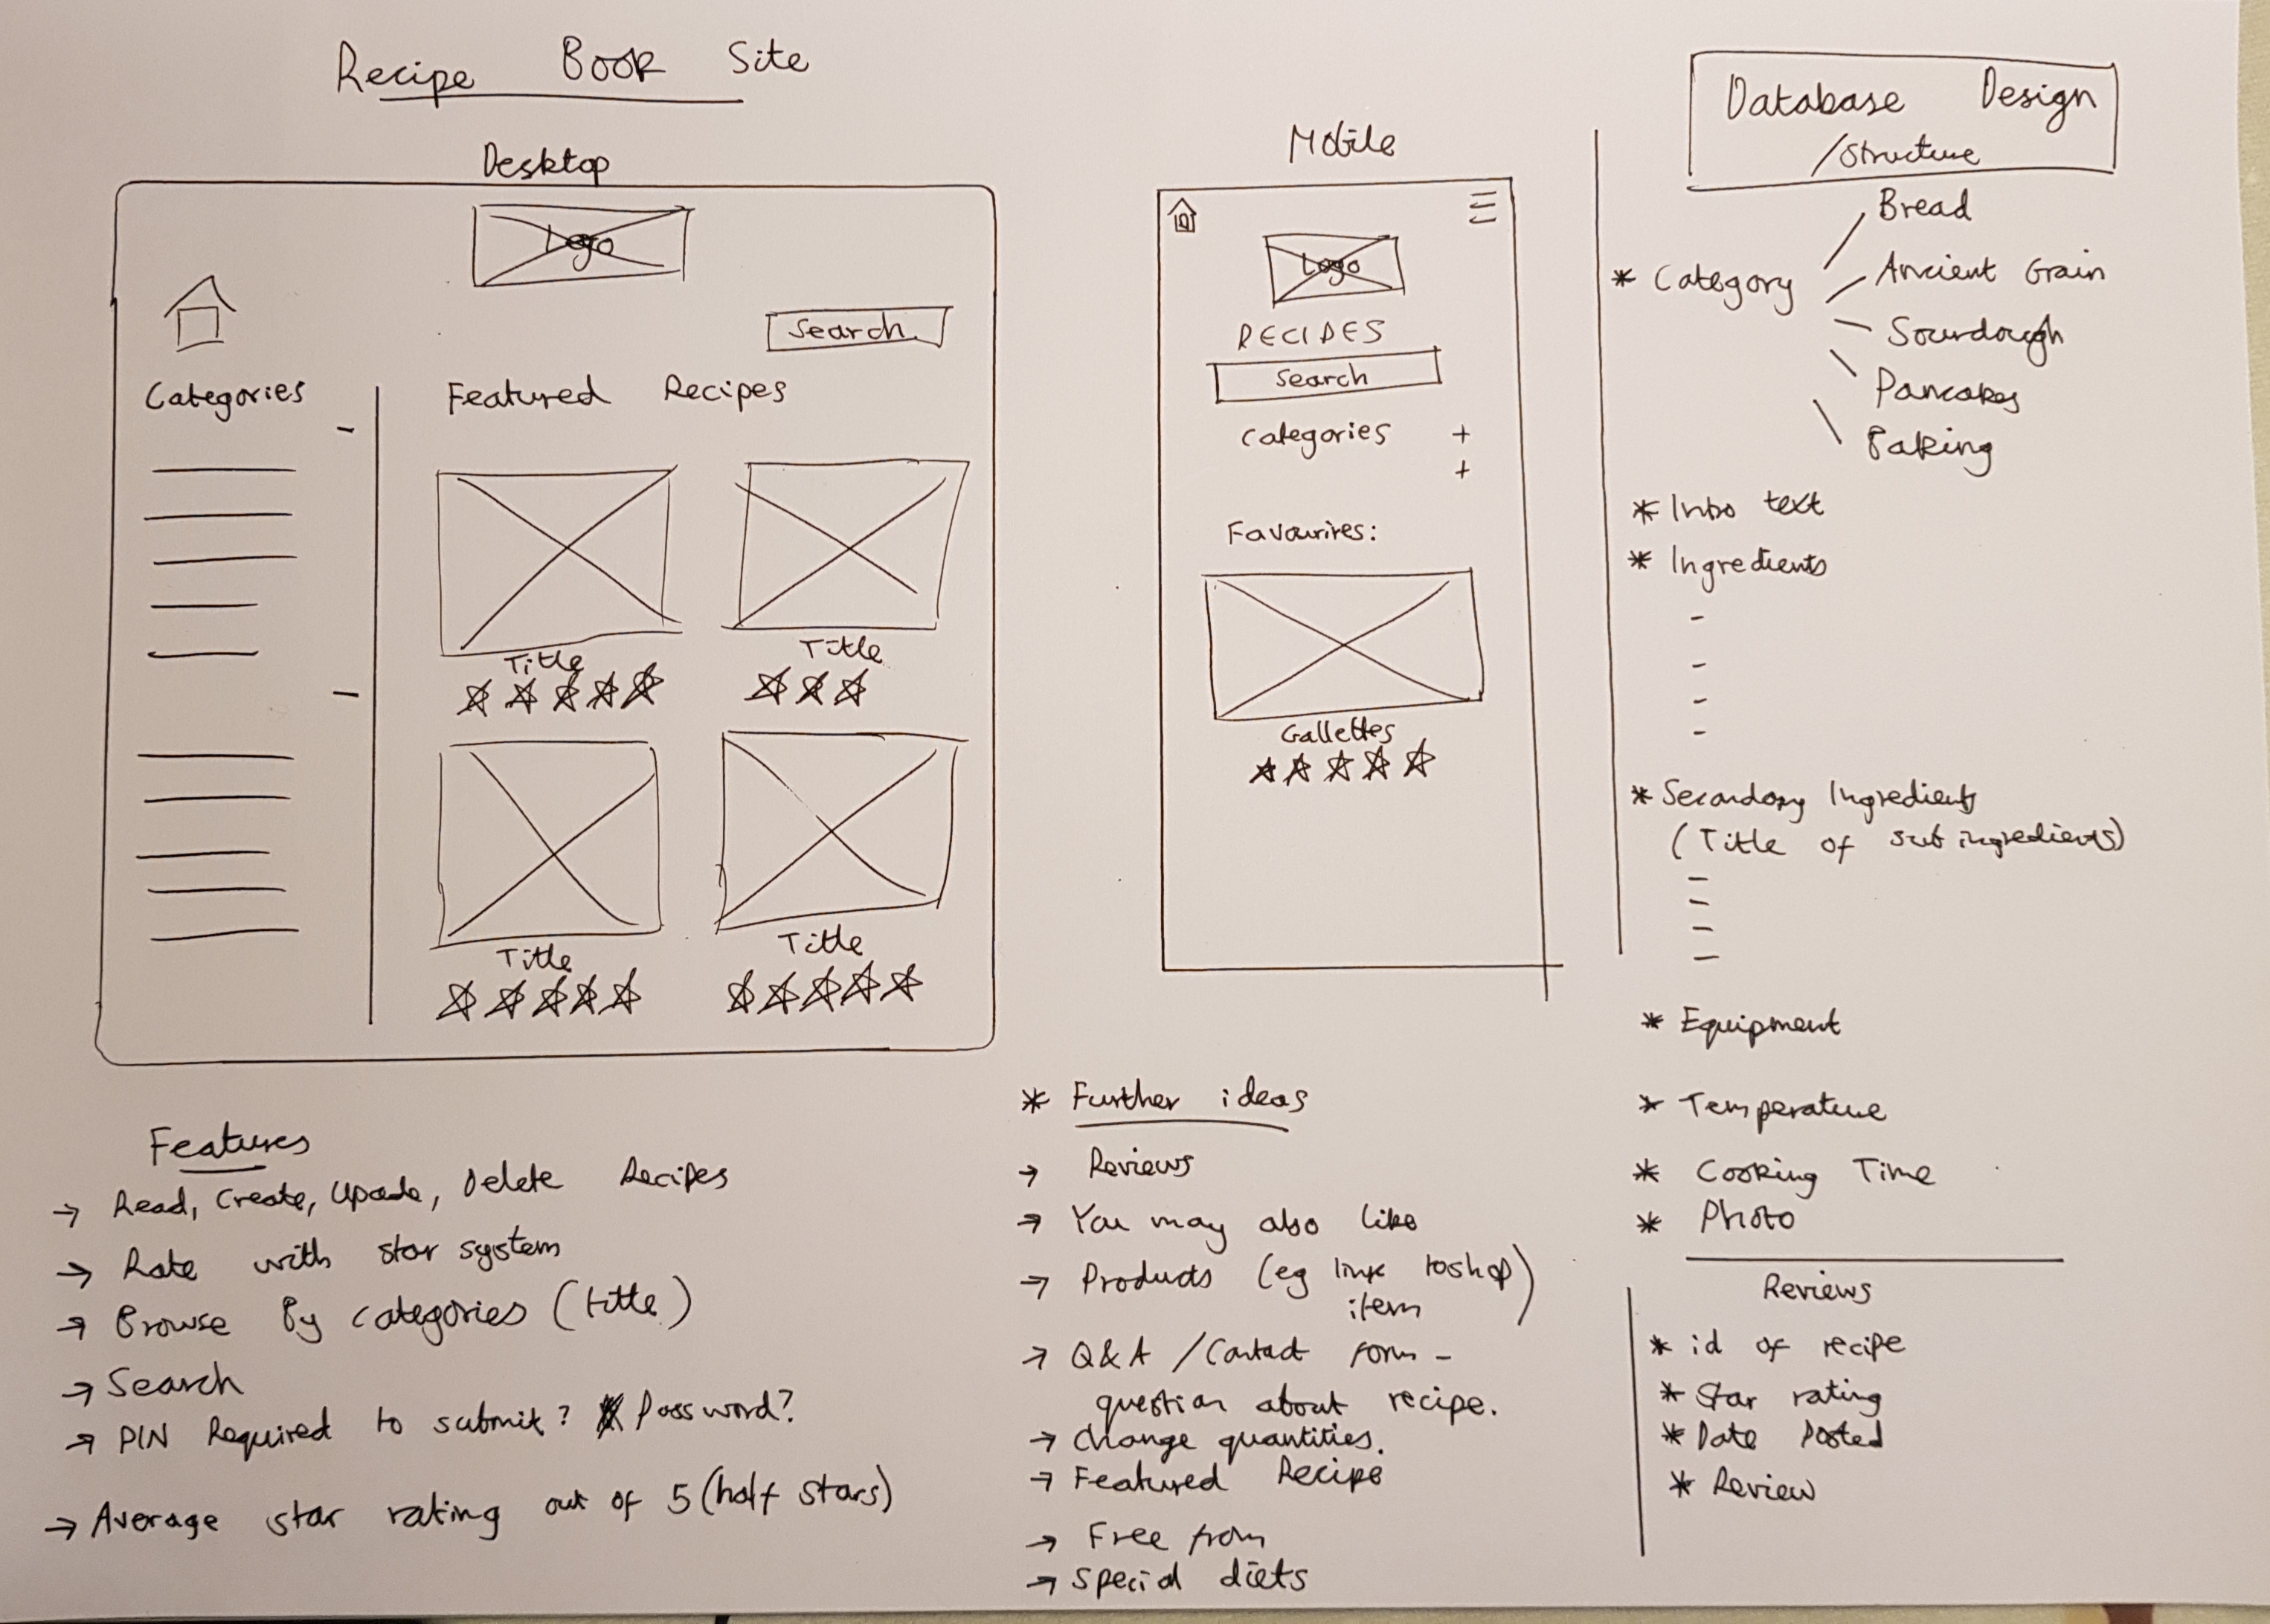 Recipe Book Site
Desktop
Logo
Search
Categories
Featured Recipes
Title
Title
Title
Title
Mobile
Logo
RECIPES
Search
Categories +
+
Favourires:
Gallettes
Database Design
/Structure
* Category
Bread
Ancient Grain
Sourdough
Pancakes
Baking
* Intro text
* Ingredients
-
-
-
-
* Secondary Ingredients
(Title of sub ingredients)
-
-
-
-
* Equipment
* Temperature
* Cooking Time
* Photo
Reviews
* id of recipe
* Star rating
* Date Posted
* Review
Features
→ Read, Create, Update, Delete Recipes
→ Rate with star system
→ Browse By categories (title)
→ Search
→ PIN Required to submit? Password?
→ Average star rating out of 5 (half stars)
* Further ideas
→ Reviews
→ You may also like
→ Products (eg link to shop
item)
→ Q&A / Contact form -
question about recipe.
→ change quantities.
→ Featured Recipe
→ Free from
→ special diets